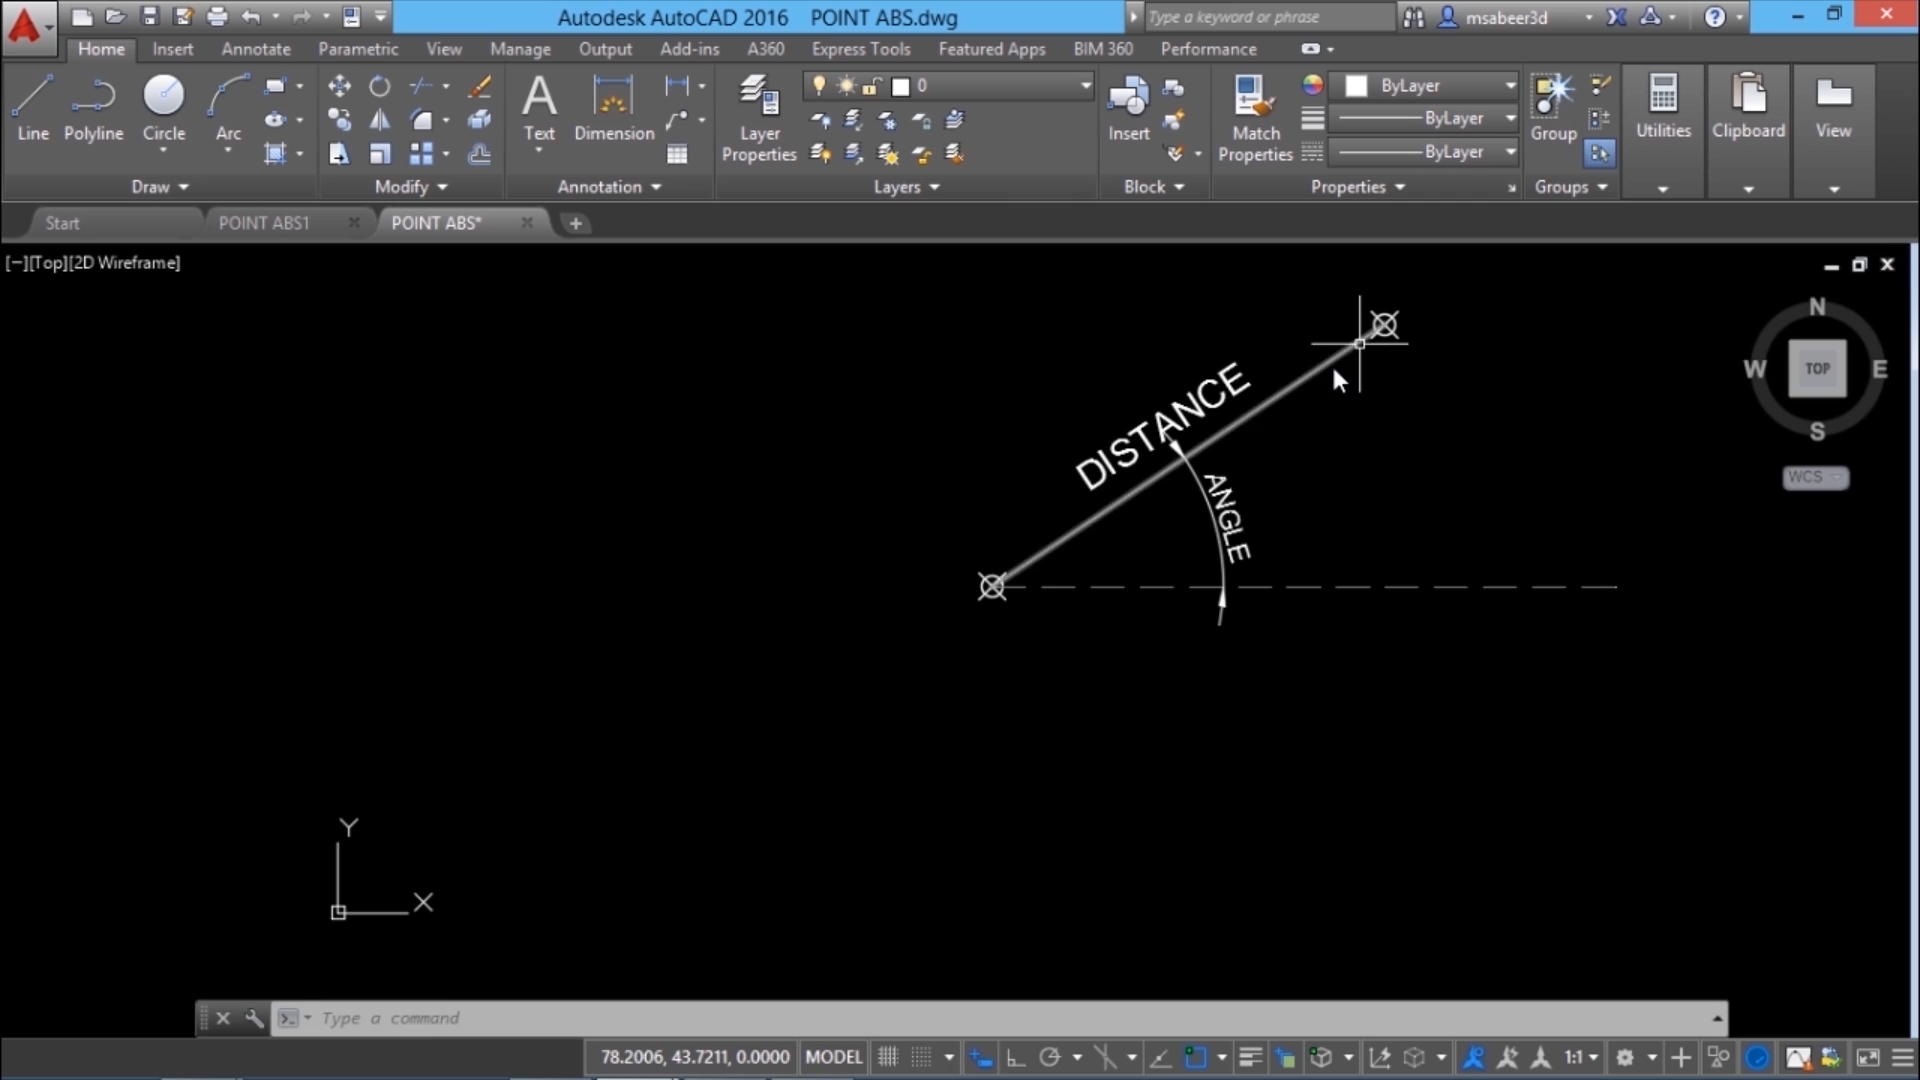 Autodesk AutoCAD 2016 POINT ABS.dwg
Type a keyword or phrase
msabeer3d
Home Insert Annotate Parametric View Manage Output Add-ins A360 Express Tools Featured Apps BIM 360 Performance
Line Polyline Circle Arc
Text Dimension
Layer Properties
0
Insert
Match Properties
ByLayer
ByLayer
ByLayer
Group
Utilities
Clipboard
View
Draw Modify Annotation Layers Block Properties Groups
Start POINT ABS1 POINT ABS*
[−][Top][2D Wireframe]
N
W TOP E
S
WCS
DISTANCE
ANGLE
Y
X
Type a command
78.2006, 43.7211, 0.0000 MODEL 1:1